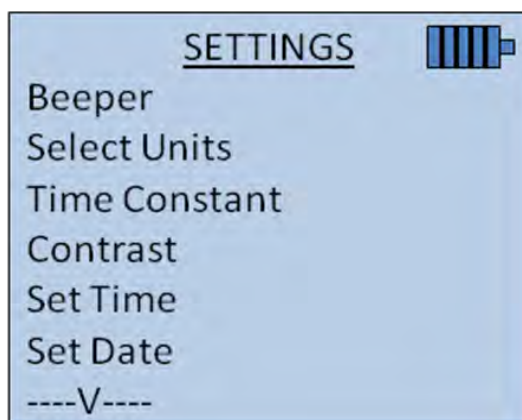 SETTINGS
Beeper
Select Units
Time Constant
Contrast
Set Time
Set Date
----V----